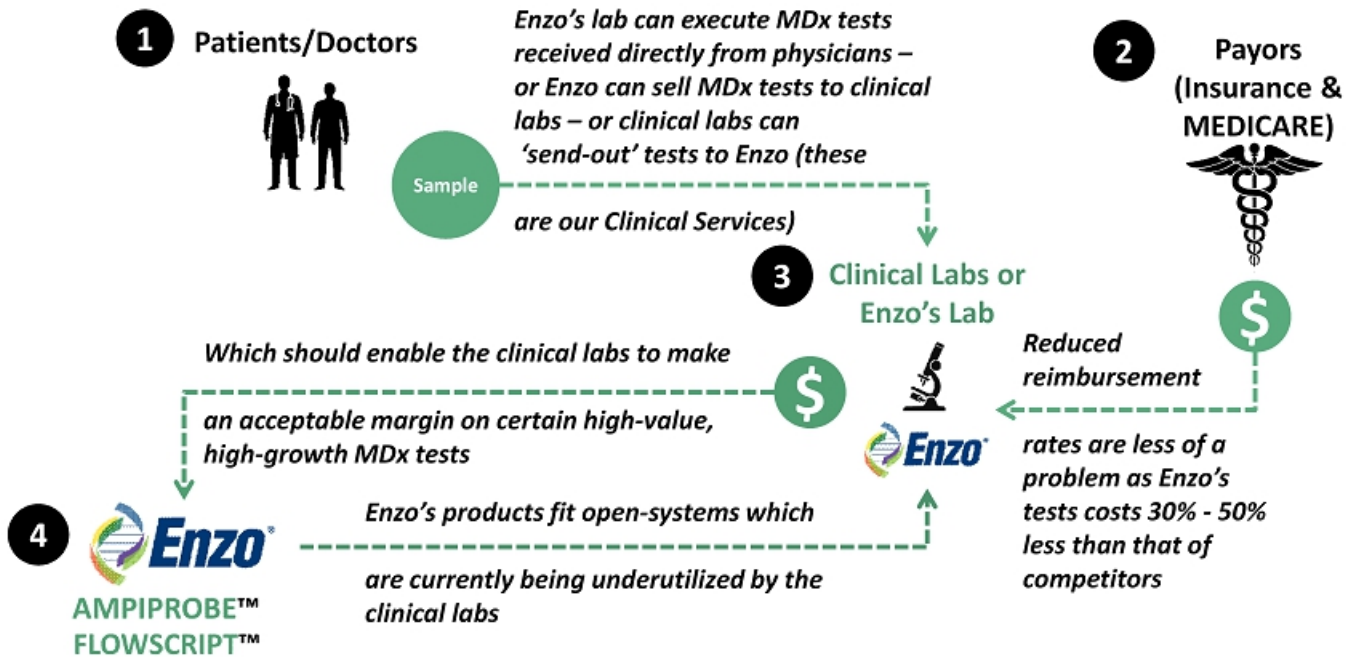 1
Patients/Doctors
Enzo's lab can execute MDx tests
received directly from physicians –
or Enzo can sell MDx tests to clinical
labs – or clinical labs can
'send-out' tests to Enzo (these
are our Clinical Services)
Sample
2
Payors
(Insurance &
MEDICARE)
$
3
Clinical Labs or
Enzo's Lab
Enzo®
Reduced
reimbursement
rates are less of a
problem as Enzo's
tests costs 30% - 50%
less than that of
competitors
Which should enable the clinical labs to make
$
an acceptable margin on certain high-value,
high-growth MDx tests
4
Enzo®
AMPIPROBE™
FLOWSCRIPT™
Enzo's products fit open-systems which
are currently being underutilized by the
clinical labs